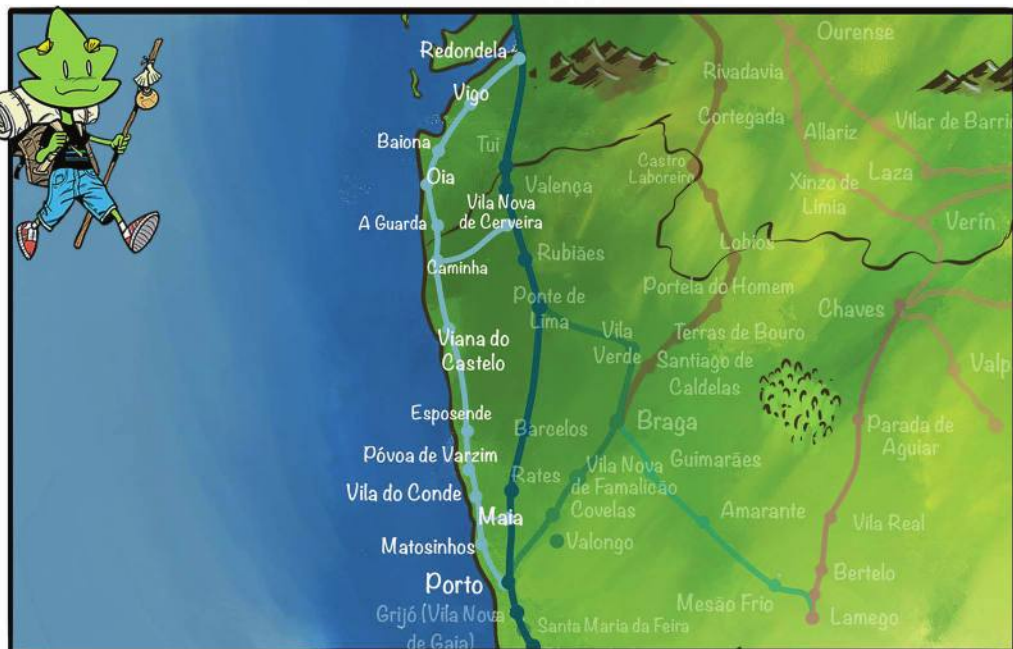 Redondela
Ourense
Rivadavia
Vigo
Cortegada
Vilar de Barrio
Allariz
Baiona
Tui
Castro
Laboreiro
Laza
Oia
Valença
Xinzo de
Limia
Vila Nova
de Cerveira
A Guarda
Verín
Lobios
Rubiães
Caminha
Portela do Homem
Ponte de
Lima
Chaves
Vila
Verde
Terras de Bouro
Viana do
Castelo
Santiago de
Caldelas
Valp
Esposende
Barcelos
Braga
Parada de
Aguiar
Póvoa de Varzim
Guimarães
Vila Nova
de Famalicão
Rates
Vila do Conde
Covelas
Maia
Amarante
Vila Real
Matosinhos
Valongo
Porto
Bertelo
Mesão Frio
Grijó (Vila Nova
de Gaia)
Santa Maria da Feira
Lamego